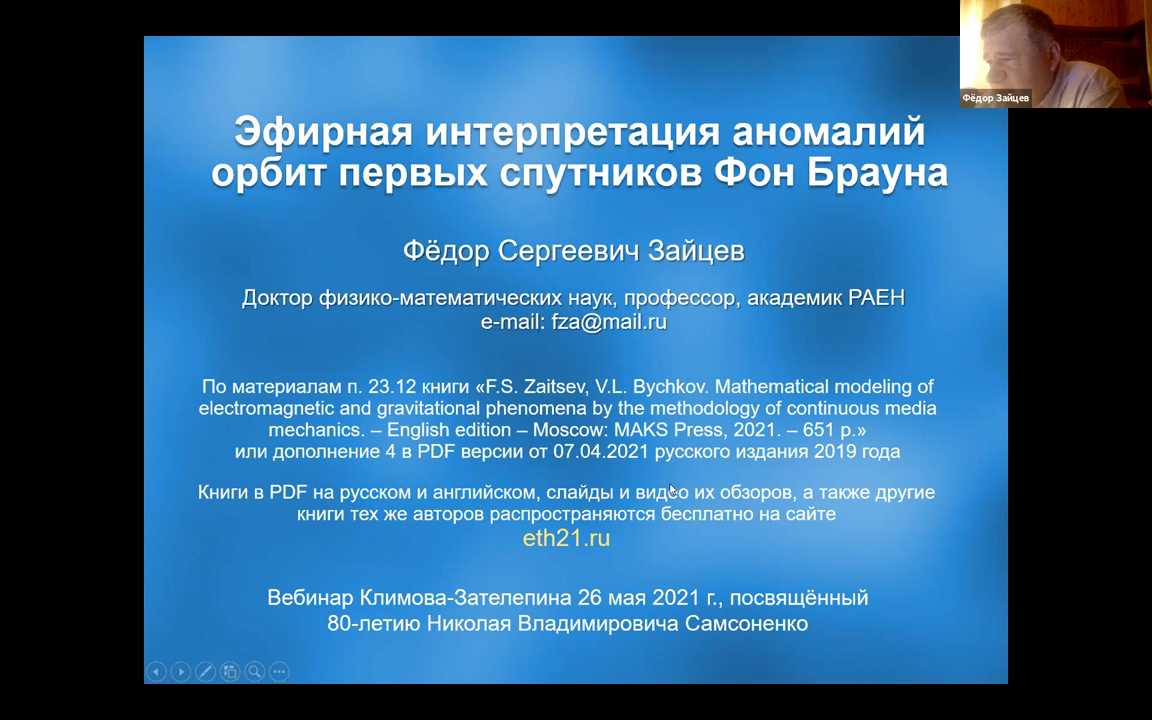 Фёдор Зайцев
Эфирная интерпретация аномалий
орбит первых спутников Фон Брауна
Фёдор Сергеевич Зайцев
Доктор физико-математических наук, профессор, академик РАЕН
e-mail: fza@mail.ru
По материалам п. 23.12 книги «F.S. Zaitsev, V.L. Bychkov. Mathematical modeling of
electromagnetic and gravitational phenomena by the methodology of continuous media
mechanics. – English edition – Moscow: MAKS Press, 2021. – 651 p.»
или дополнение 4 в PDF версии от 07.04.2021 русского издания 2019 года
Книги в PDF на русском и английском, слайды и видео их обзоров, а также другие
книги тех же авторов распространяются бесплатно на сайте
eth21.ru
Вебинар Климова-Зателепина 26 мая 2021 г., посвящённый
80-летию Николая Владимировича Самсоненко